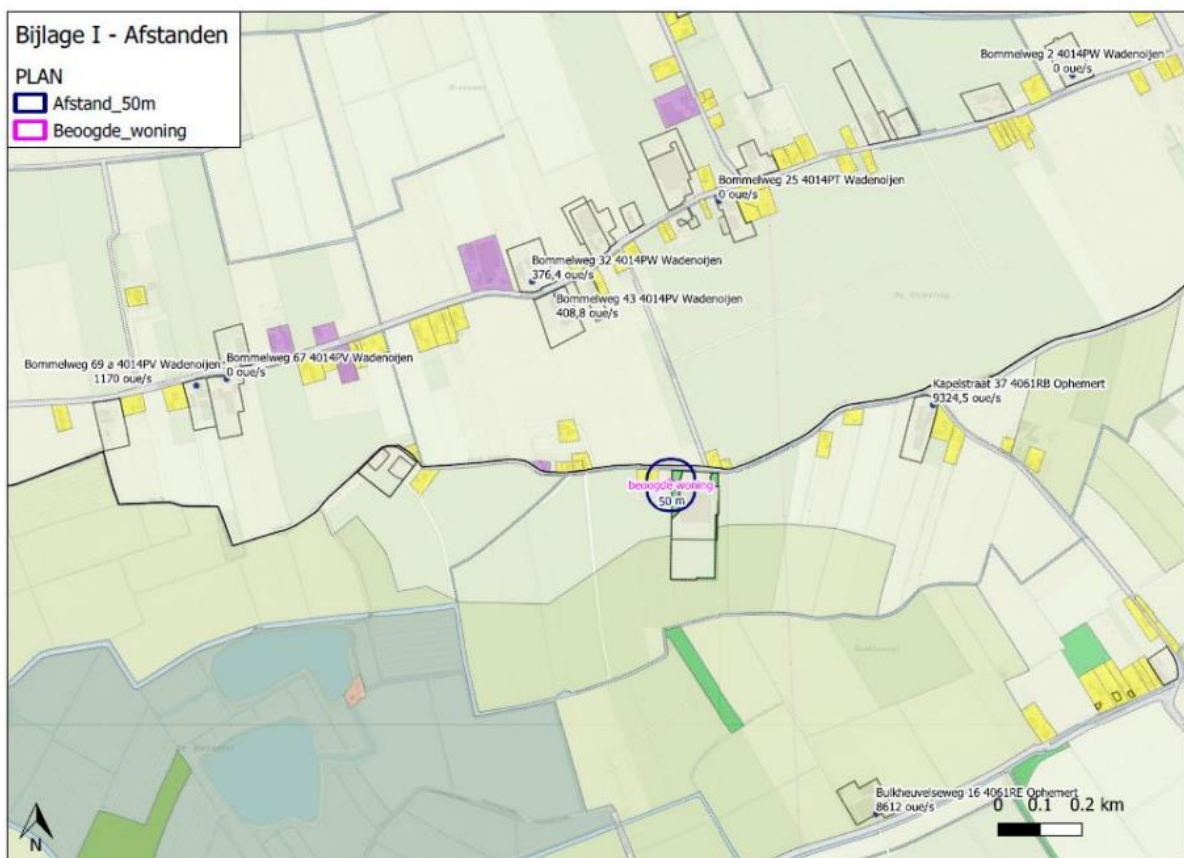 Bijlage I - Afstanden
PLAN
Afstand_50m
Beoogde_woning
Bommelweg 2 4014PW Wadenoijen
0 oue/s
Bommelweg 25 4014PT Wadenoijen
0 oue/s
Bommelweg 32 4014PW Wadenoijen
376,4 oue/s
Bommelweg 43 4014PV Wadenoijen
408,8 oue/s
Bommelweg 69 a 4014PV Wadenoijen
1170 oue/s
Bommelweg 67 4014PV Wadenoijen
0 oue/s
Kapelstraat 37 4061RB Ophemert
9324,5 oue/s
beoogde_woning
50 m
Bulkheuvelseweg 16 4061RE Ophemert
8612 oue/s
0 0.1 0.2 km
N